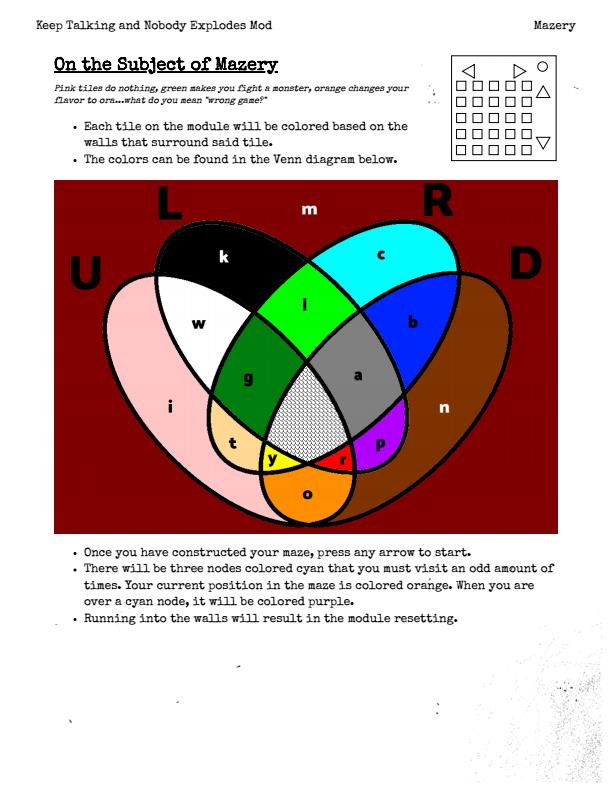 Keep Talking and Nobody Explodes Mod
Mazery
On the Subject of Mazery
Pink tiles do nothing, green makes you fight a monster, orange changes your
flavor to ora...what do you mean "wrong game?"
• Each tile on the module will be colored based on the
walls that surround said tile.
• The colors can be found in the Venn diagram below.
L
m
R
U
k
c
D
l
w
b
g
a
i
n
t
p
y
r
o
• Once you have constructed your maze, press any arrow to start.
• There will be three nodes colored cyan that you must visit an odd amount of
times. Your current position in the maze is colored orange. When you are
over a cyan node, it will be colored purple.
• Running into the walls will result in the module resetting.